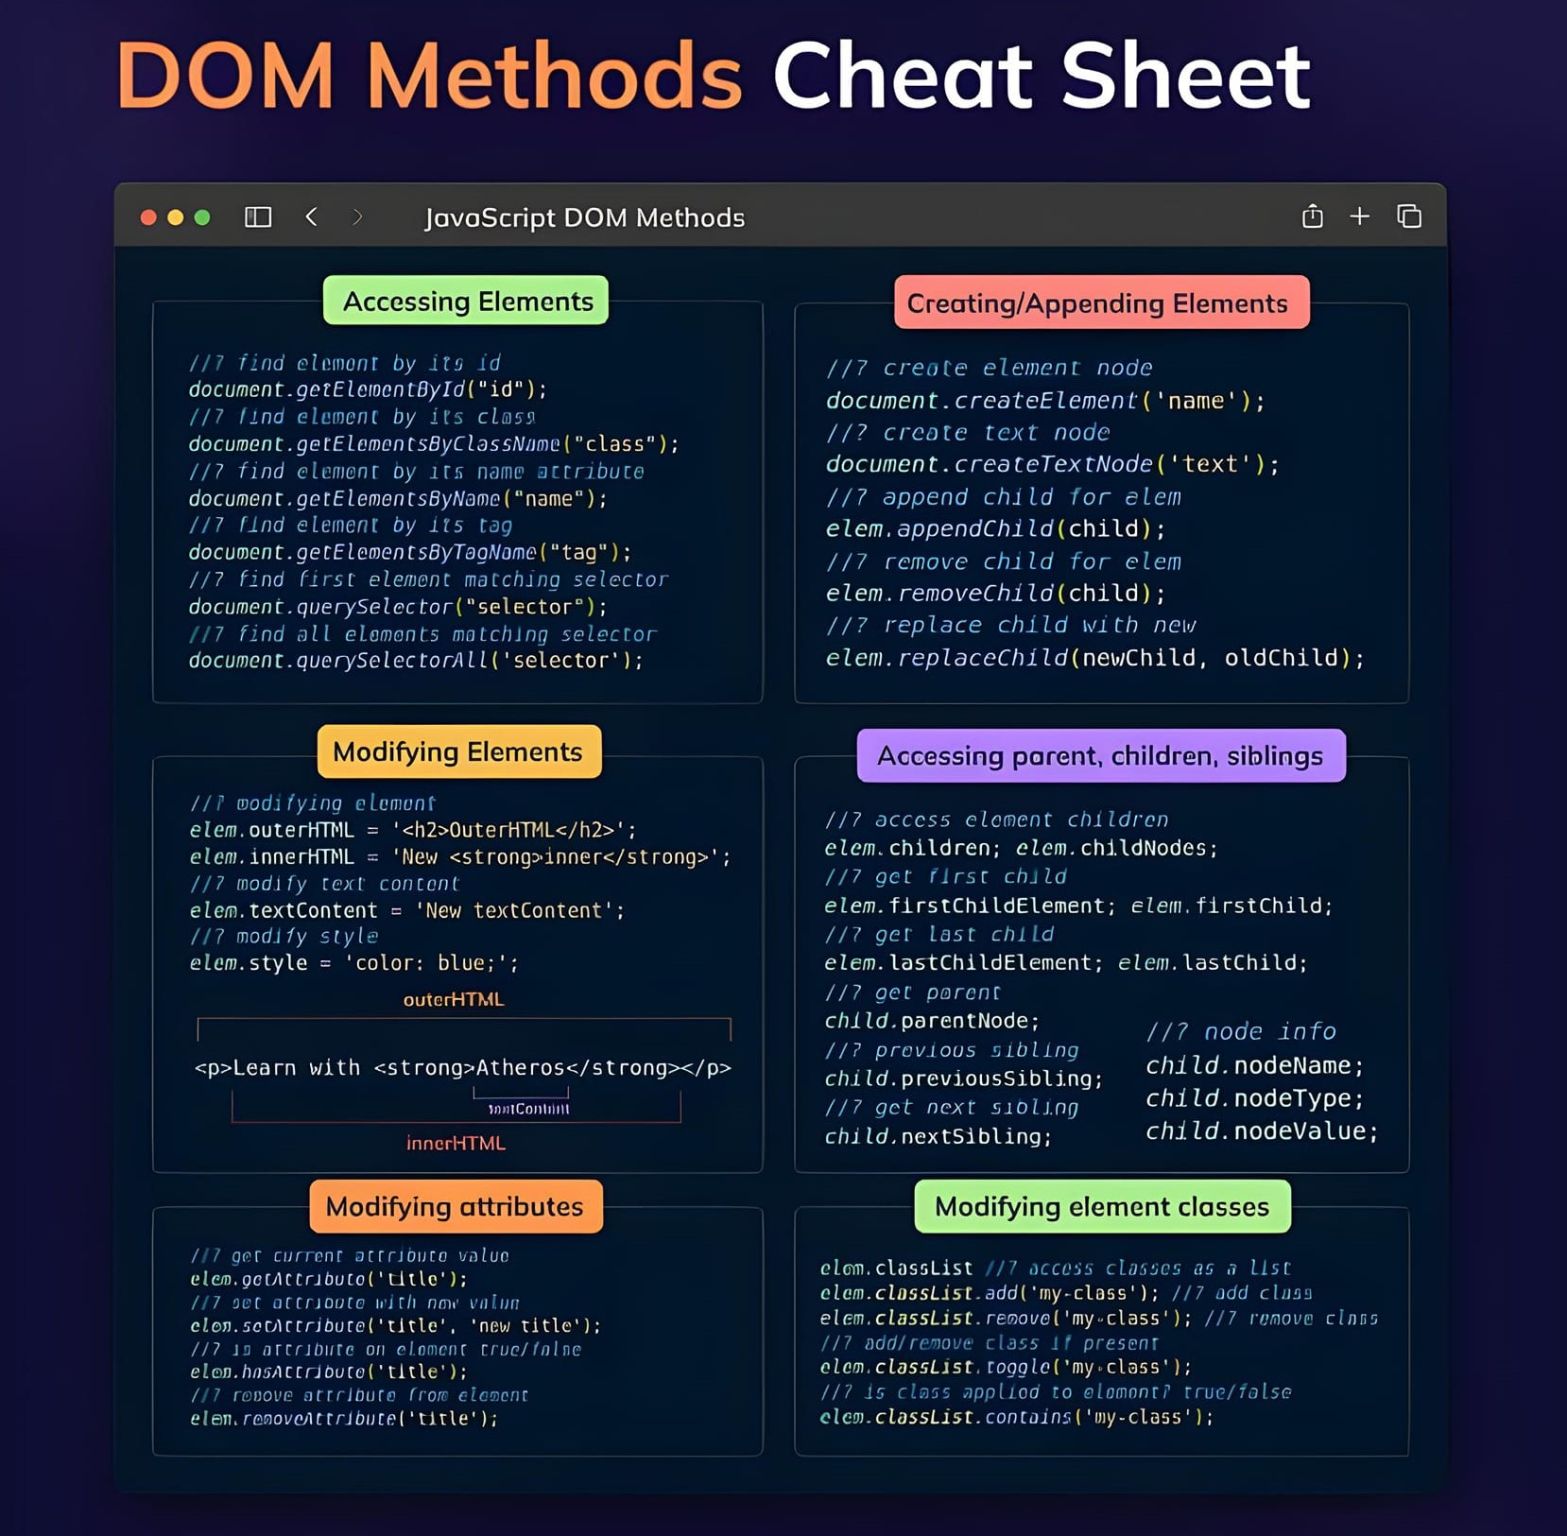 DOM Methods Cheat Sheet
JavaScript DOM Methods
Accessing Elements
//? find element by its id
document.getElementById("id");
//? find element by its class
document.getElementsByClassName("class");
//? find element by its name attribute
document.getElementsByName("name");
//? find element by its tag
document.getElementsByTagName("tag");
//? find first element matching selector
document.querySelector("selector");
//? find all elements matching selector
document.querySelectorAll('selector');
Creating/Appending Elements
//? create element node
document.createElement('name');
//? create text node
document.createTextNode('text');
//? append child for elem
elem.appendChild(child);
//? remove child for elem
elem.removeChild(child);
//? replace child with new
elem.replaceChild(newChild, oldChild);
Modifying Elements
//? modifying element
elem.outerHTML = '<h2>OuterHTML</h2>';
elem.innerHTML = 'New <strong>inner</strong>';
//? modify text content
elem.textContent = 'New textContent';
//? modify style
elem.style = 'color: blue;';
outerHTML
<p>Learn with <strong>Atheros</strong></p>
textContent
innerHTML
Accessing parent, children, siblings
//? access element children
elem.children; elem.childNodes;
//? get first child
elem.firstChildElement; elem.firstChild;
//? get last child
elem.lastChildElement; elem.lastChild;
//? get parent
child.parentNode;
//? previous sibling
child.previousSibling;
//? get next sibling
child.nextSibling;
//? node info
child.nodeName;
child.nodeType;
child.nodeValue;
Modifying attributes
//? get current attribute value
elem.getAttribute('title');
//? set attribute with new value
elem.setAttribute('title', 'new title');
//? is attribute on element true/false
elem.hasAttribute('title');
//? remove attribute from element
elem.removeAttribute('title');
Modifying element classes
elem.classList //? access classes as a list
elem.classList.add('my-class'); //? add class
elem.classList.remove('my-class'); //? remove class
//? add/remove class if present
elem.classList.toggle('my-class');
//? is class applied to element? true/false
elem.classList.contains('my-class');